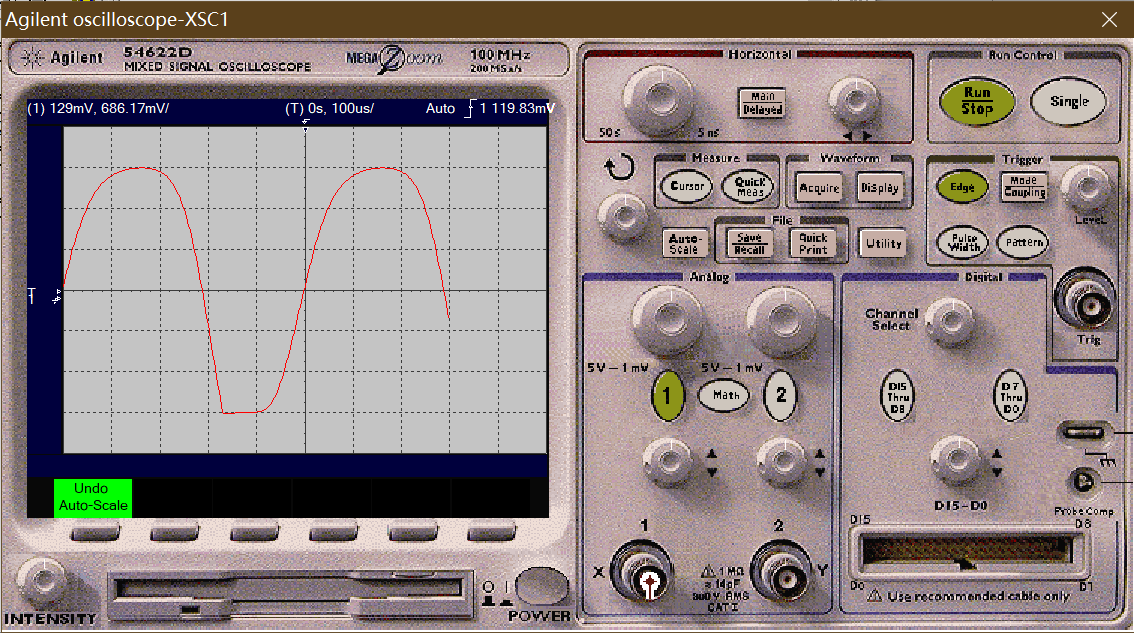 Agilent oscilloscope-XSC1
Agilent 54622D
MIXED SIGNAL OSCILLOSCOPE
MEGA Zoom
100 MHz
200 MSa/s
(1) 129mV, 686.17mV/ (T) 0s, 100us/ Auto 1 119.83mV
T
Undo
Auto-Scale
INTENSITY
POWER
Horizontal
50 s
5 ns
Main
Delayed
Run Control
Run
Stop
Single
Measure
Cursor
Quick
Meas
Waveform
Acquire
Display
Trigger
Edge
Mode
Coupling
Level
Pulse
Width
Pattern
Trig
Auto-
Scale
File
Save
Recall
Quick
Print
Utility
Analog
5V – 1 mV
5V – 1 mV
1
Math
2
1
2
X
Y
1 MΩ
≈ 14pF
300 V RMS
CAT I
Digital
Channel
Select
D15
Thru
D8
D7
Thru
D0
D15-D0
Probe Comp
D15
D8
D0
D7
Use recommended cable only